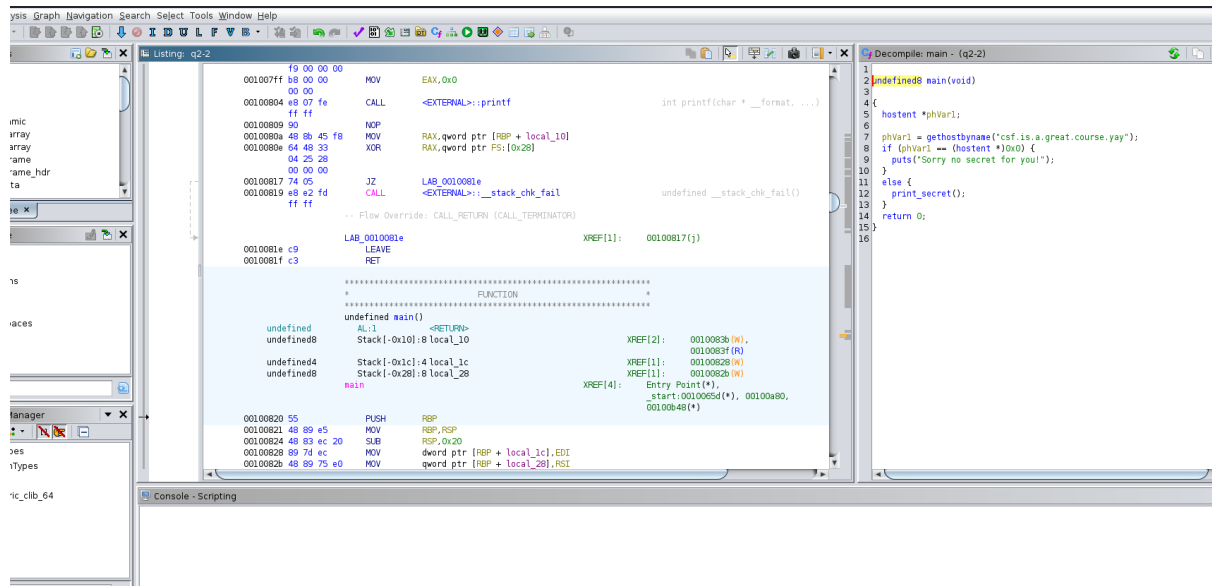 ysis Graph Navigation Search Select Tools Window Help
I D U L F V B
Listing: q2-2
f9 00 00 00
001007ff b8 00 00 MOV EAX,0x0
00 00
00100804 e8 07 fe CALL <EXTERNAL>::printf int printf(char * __format, ...)
ff ff
00100809 90 NOP
0010080a 48 8b 45 f8 MOV RAX,qword ptr [RBP + local_10]
0010080e 64 48 33 XOR RAX,qword ptr FS:[0x28]
04 25 28
00 00 00
00100817 74 05 JZ LAB_0010081e
00100819 e8 e2 fd CALL <EXTERNAL>::__stack_chk_fail undefined __stack_chk_fail()
ff ff
-- Flow Override: CALL_RETURN (CALL_TERMINATOR)
LAB_0010081e XREF[1]: 00100817(j)
0010081e c9 LEAVE
0010081f c3 RET
**************************************************************
* FUNCTION *
**************************************************************
undefined main()
undefined AL:1 <RETURN>
undefined8 Stack[-0x10]:8 local_10 XREF[2]: 0010083b(W),
0010083f(R)
undefined4 Stack[-0x1c]:4 local_1c XREF[1]: 00100828(W)
undefined8 Stack[-0x28]:8 local_28 XREF[1]: 0010082b(W)
main XREF[4]: Entry Point(*),
_start:0010065d(*), 00100a80,
00100b48(*)
00100820 55 PUSH RBP
00100821 48 89 e5 MOV RBP,RSP
00100824 48 83 ec 20 SUB RSP,0x20
00100828 89 7d ec MOV dword ptr [RBP + local_1c],EDI
0010082b 48 89 75 e0 MOV qword ptr [RBP + local_28],RSI
Decompile: main - (q2-2)
1
2 undefined8 main(void)
3
4 {
5 hostent *phVar1;
6
7 phVar1 = gethostbyname("csf.is.a.great.course.yay");
8 if (phVar1 == (hostent *)0x0) {
9 puts("Sorry no secret for you!");
10 }
11 else {
12 print_secret();
13 }
14 return 0;
15 }
16
amic
array
array
rame
rame_hdr
ta
ee ×
ns
paces
Manager
pes
nTypes
ric_clib_64
Console - Scripting